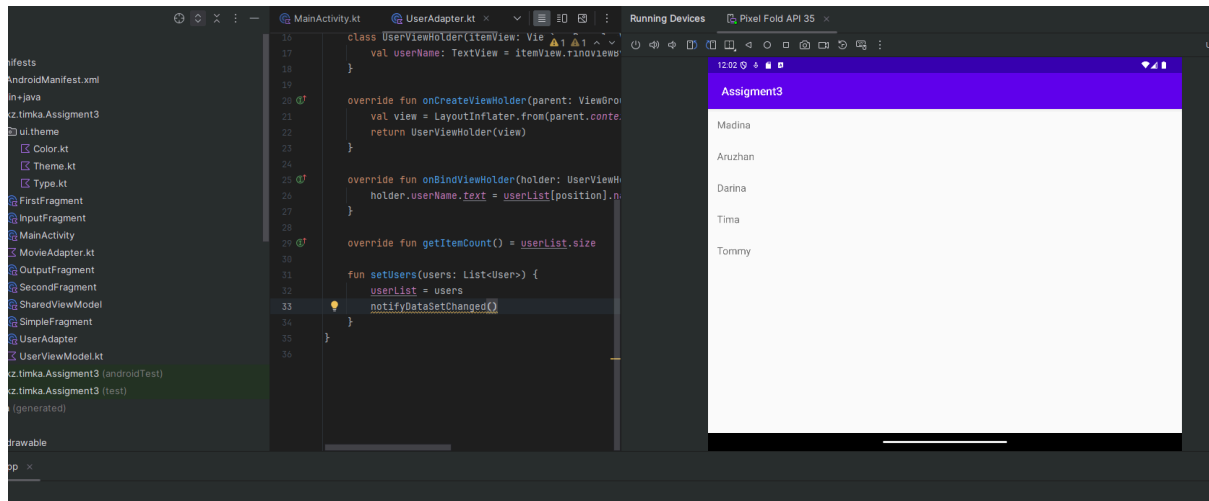 MainActivity.kt
UserAdapter.kt
Running Devices
Pixel Fold API 35
ifests
AndroidManifest.xml
in+java
kz.timka.Assigment3
ui.theme
Color.kt
Theme.kt
Type.kt
FirstFragment
InputFragment
MainActivity
MovieAdapter.kt
OutputFragment
SecondFragment
SharedViewModel
SimpleFragment
UserAdapter
UserViewModel.kt
kz.timka.Assigment3 (androidTest)
kz.timka.Assigment3 (test)
(generated)
drawable
op
16 class UserViewHolder(itemView: Vie
1 1
17 val userName: TextView = itemView.findViewB
18 }
19
20 override fun onCreateViewHolder(parent: ViewGrou
21 val view = LayoutInflater.from(parent.conte
22 return UserViewHolder(view)
23 }
24
25 override fun onBindViewHolder(holder: UserViewH
26 holder.userName.text = userList[position].n
27 }
28
29 override fun getItemCount() = userList.size
30
31 fun setUsers(users: List<User>) {
32 userList = users
33 notifyDataSetChanged()
34 }
35 }
36
12:02
Assigment3
Madina
Aruzhan
Darina
Tima
Tommy